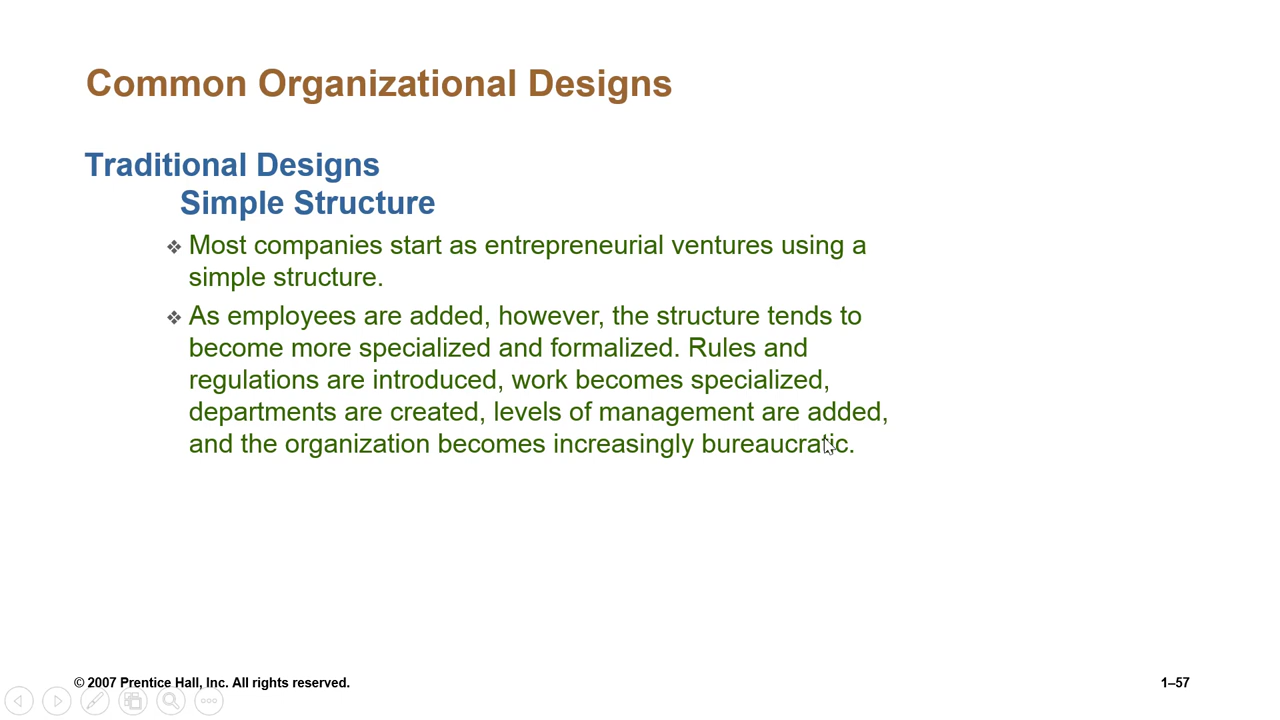 Common Organizational Designs
Traditional Designs
Simple Structure
❖ Most companies start as entrepreneurial ventures using a
simple structure.
❖ As employees are added, however, the structure tends to
become more specialized and formalized. Rules and
regulations are introduced, work becomes specialized,
departments are created, levels of management are added,
and the organization becomes increasingly bureaucratic.
© 2007 Prentice Hall, Inc. All rights reserved.
1–57